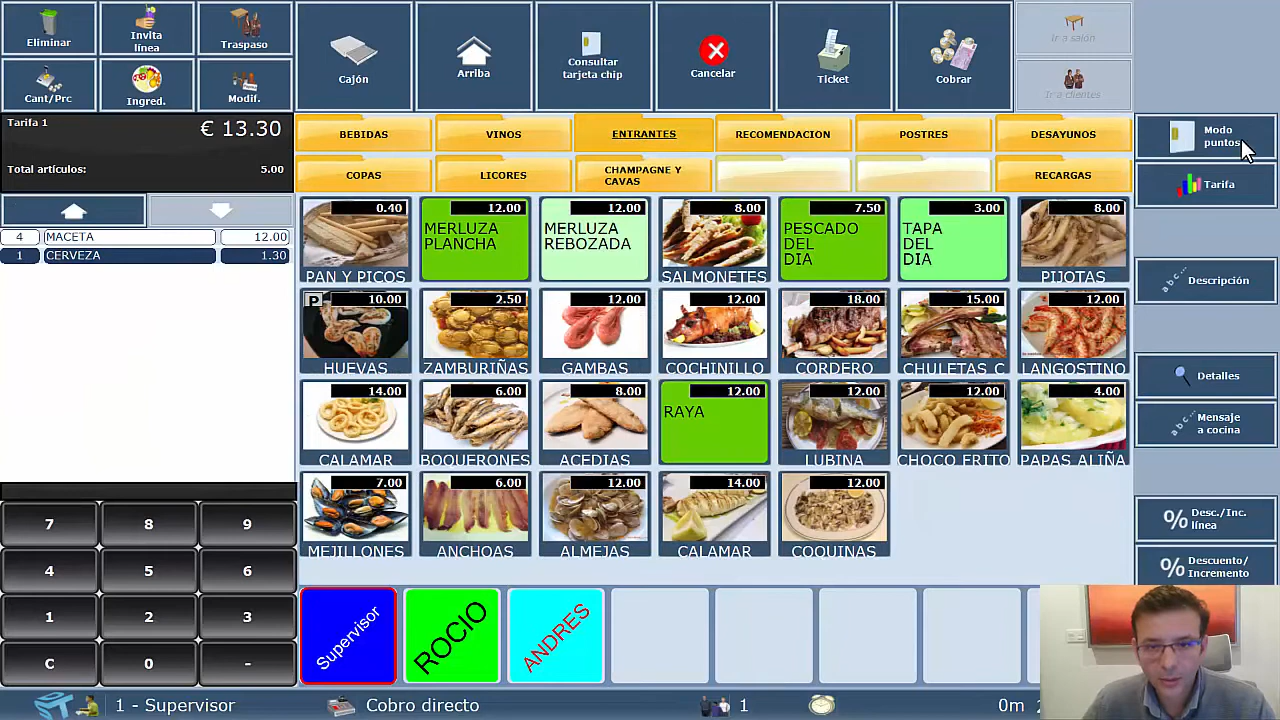 Eliminar
Invita
línea
Traspaso
Cant/Prc
Ingred.
Modif.
Cajón
Arriba
Consultar
tarjeta chip
Cancelar
Ticket
Cobrar
Ir a salón
Ir a clientes
Tarifa 1
€ 13.30
Total artículos:
5.00
BEBIDAS
VINOS
ENTRANTES
RECOMENDACION
POSTRES
DESAYUNOS
COPAS
LICORES
CHAMPAGNE Y
CAVAS
RECARGAS
Modo
puntos
Tarifa
4 MACETA 12.00
1 CERVEZA 1.30
0.40
PAN Y PICOS
12.00
MERLUZA
PLANCHA
12.00
MERLUZA
REBOZADA
8.00
SALMONETES
7.50
PESCADO
DEL
DIA
3.00
TAPA
DEL
DIA
8.00
PIJOTAS
P
10.00
HUEVAS
2.50
ZAMBURIÑAS
12.00
GAMBAS
12.00
COCHINILLO
18.00
CORDERO
15.00
CHULETAS C
12.00
LANGOSTINO
14.00
CALAMAR
6.00
BOQUERONES
8.00
ACEDIAS
12.00
RAYA
12.00
LUBINA
12.00
CHOCO FRITO
4.00
PAPAS ALIÑA
7.00
MEJILLONES
6.00
ANCHOAS
12.00
ALMEJAS
14.00
CALAMAR
12.00
COQUINAS
abc...
Descripción
Detalles
abc...
Mensaje
a cocina
% Desc./Inc.
línea
% Descuento/
Incremento
7 8 9
4 5 6
1 2 3
C 0 -
Supervisor
ROCIO
ANDRES
1 - Supervisor
Cobro directo
1
0m